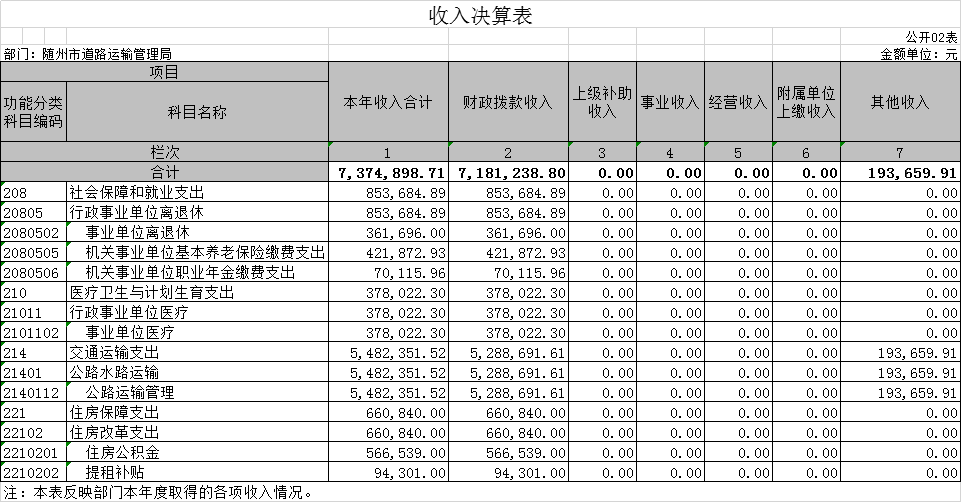 收入决算表
公开02表
部门：随州市道路运输管理局 金额单位：元
项目 本年收入合计 财政拨款收入 上级补助收入 事业收入 经营收入 附属单位上缴收入 其他收入
功能分类科目编码 科目名称
栏次 1 2 3 4 5 6 7
合计 7,374,898.71 7,181,238.80 0.00 0.00 0.00 0.00 193,659.91
208 社会保障和就业支出 853,684.89 853,684.89 0.00 0.00 0.00 0.00 0.00
20805 行政事业单位离退休 853,684.89 853,684.89 0.00 0.00 0.00 0.00 0.00
2080502 事业单位离退休 361,696.00 361,696.00 0.00 0.00 0.00 0.00 0.00
2080505 机关事业单位基本养老保险缴费支出 421,872.93 421,872.93 0.00 0.00 0.00 0.00 0.00
2080506 机关事业单位职业年金缴费支出 70,115.96 70,115.96 0.00 0.00 0.00 0.00 0.00
210 医疗卫生与计划生育支出 378,022.30 378,022.30 0.00 0.00 0.00 0.00 0.00
21011 行政事业单位医疗 378,022.30 378,022.30 0.00 0.00 0.00 0.00 0.00
2101102 事业单位医疗 378,022.30 378,022.30 0.00 0.00 0.00 0.00 0.00
214 交通运输支出 5,482,351.52 5,288,691.61 0.00 0.00 0.00 0.00 193,659.91
21401 公路水路运输 5,482,351.52 5,288,691.61 0.00 0.00 0.00 0.00 193,659.91
2140112 公路运输管理 5,482,351.52 5,288,691.61 0.00 0.00 0.00 0.00 193,659.91
221 住房保障支出 660,840.00 660,840.00 0.00 0.00 0.00 0.00 0.00
22102 住房改革支出 660,840.00 660,840.00 0.00 0.00 0.00 0.00 0.00
2210201 住房公积金 566,539.00 566,539.00 0.00 0.00 0.00 0.00 0.00
2210202 提租补贴 94,301.00 94,301.00 0.00 0.00 0.00 0.00 0.00
注：本表反映部门本年度取得的各项收入情况。